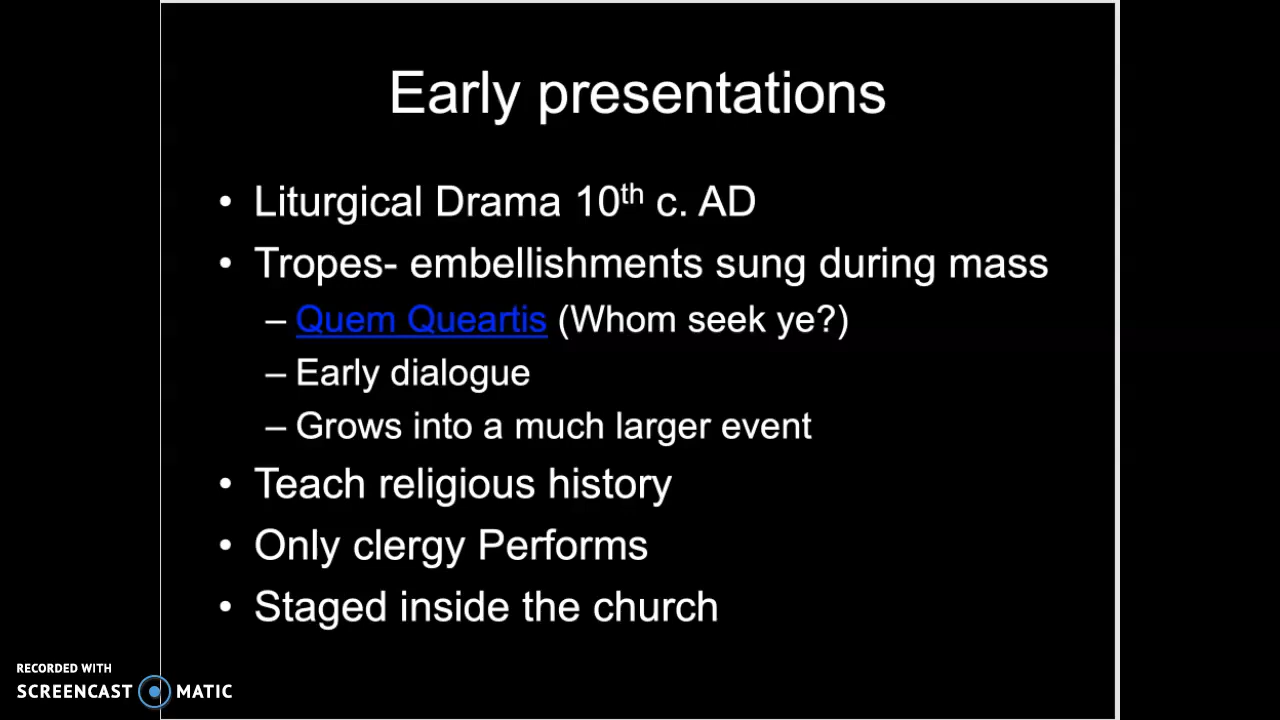 Early presentations
• Liturgical Drama 10th c. AD
• Tropes- embellishments sung during mass
– Quem Queartis (Whom seek ye?)
– Early dialogue
– Grows into a much larger event
• Teach religious history
• Only clergy Performs
• Staged inside the church
RECORDED WITH
SCREENCAST MATIC